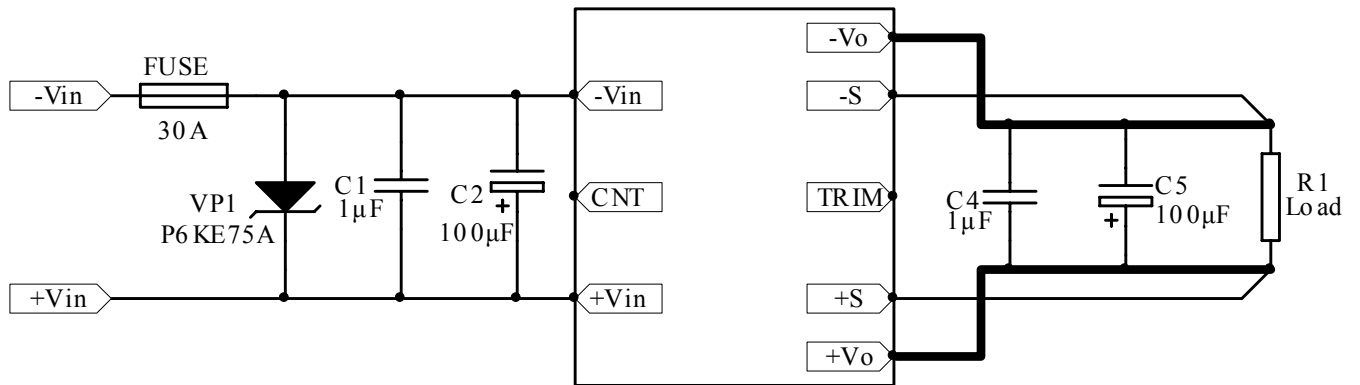 -Vo
FUSE
-Vin
-Vin
-S
30A
VP1
P6KE75A
C1
1μF
C2
+
100μF
CNT
TRIM
C4
1μF
C5
100μF
+
R1
Load
+Vin
+Vin
+S
+Vo